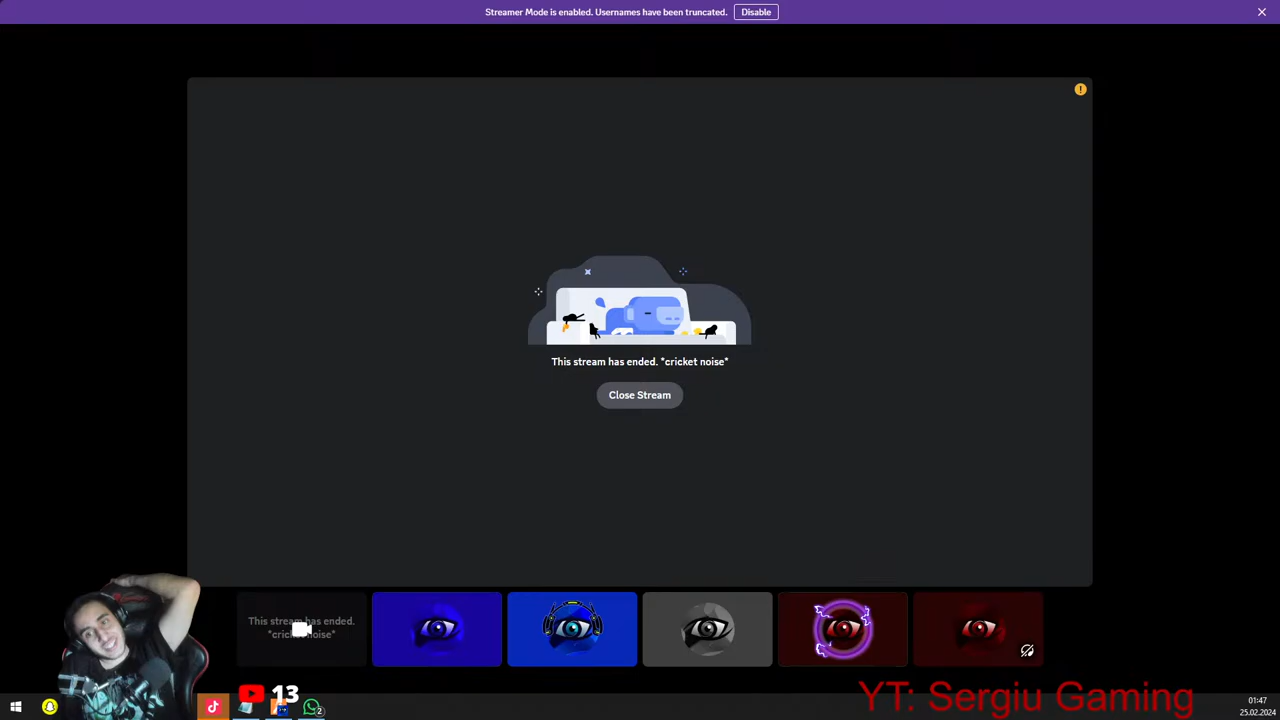 Streamer Mode is enabled. Usernames have been truncated.
Disable
This stream has ended. *cricket noise*
Close Stream
This stream has ended.
*cricket noise*
13
2
YT: Sergiu Gaming
01:47
25.02.2024